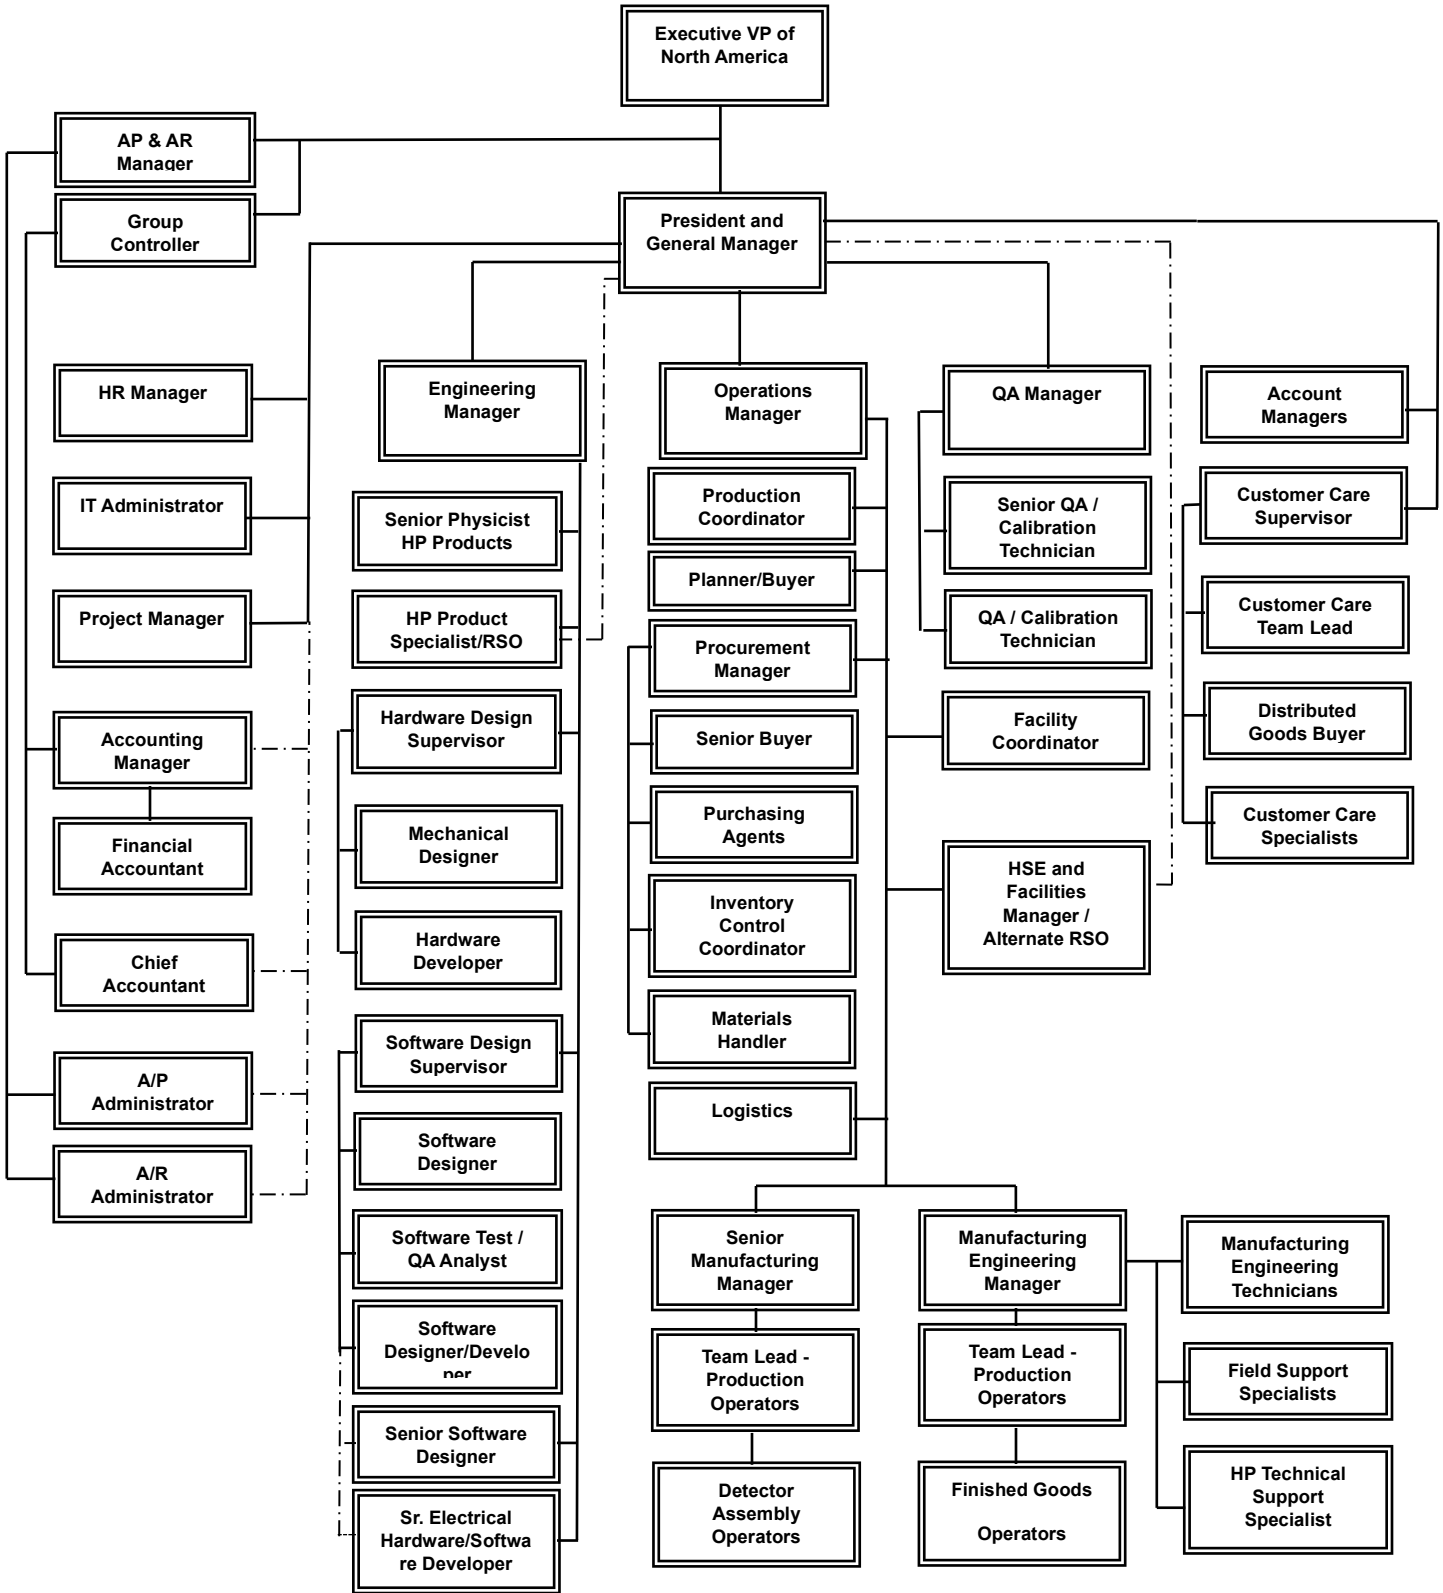 Executive VP of
North America
AP & AR
Manager
Group
Controller
President and
General Manager
HR Manager
Engineering
Manager
Operations
Manager
QA Manager
Account
Managers
IT Administrator
Senior Physicist
HP Products
Production
Coordinator
Senior QA /
Calibration
Technician
Customer Care
Supervisor
Planner/Buyer
Project Manager
HP Product
Specialist/RSO
Procurement
Manager
QA / Calibration
Technician
Customer Care
Team Lead
Accounting
Manager
Hardware Design
Supervisor
Senior Buyer
Facility
Coordinator
Distributed
Goods Buyer
Financial
Accountant
Mechanical
Designer
Purchasing
Agents
HSE and
Facilities
Manager /
Alternate RSO
Customer Care
Specialists
Chief
Accountant
Hardware
Developer
Inventory
Control
Coordinator
A/P
Administrator
Software Design
Supervisor
Materials
Handler
Logistics
A/R
Administrator
Software
Designer
Software Test /
QA Analyst
Senior
Manufacturing
Manager
Manufacturing
Engineering
Manager
Manufacturing
Engineering
Technicians
Software
Designer/Develo
per
Team Lead -
Production
Operators
Team Lead -
Production
Operators
Field Support
Specialists
Senior Software
Designer
Sr. Electrical
Hardware/Softwa
re Developer
Detector
Assembly
Operators
Finished Goods
Operators
HP Technical
Support
Specialist